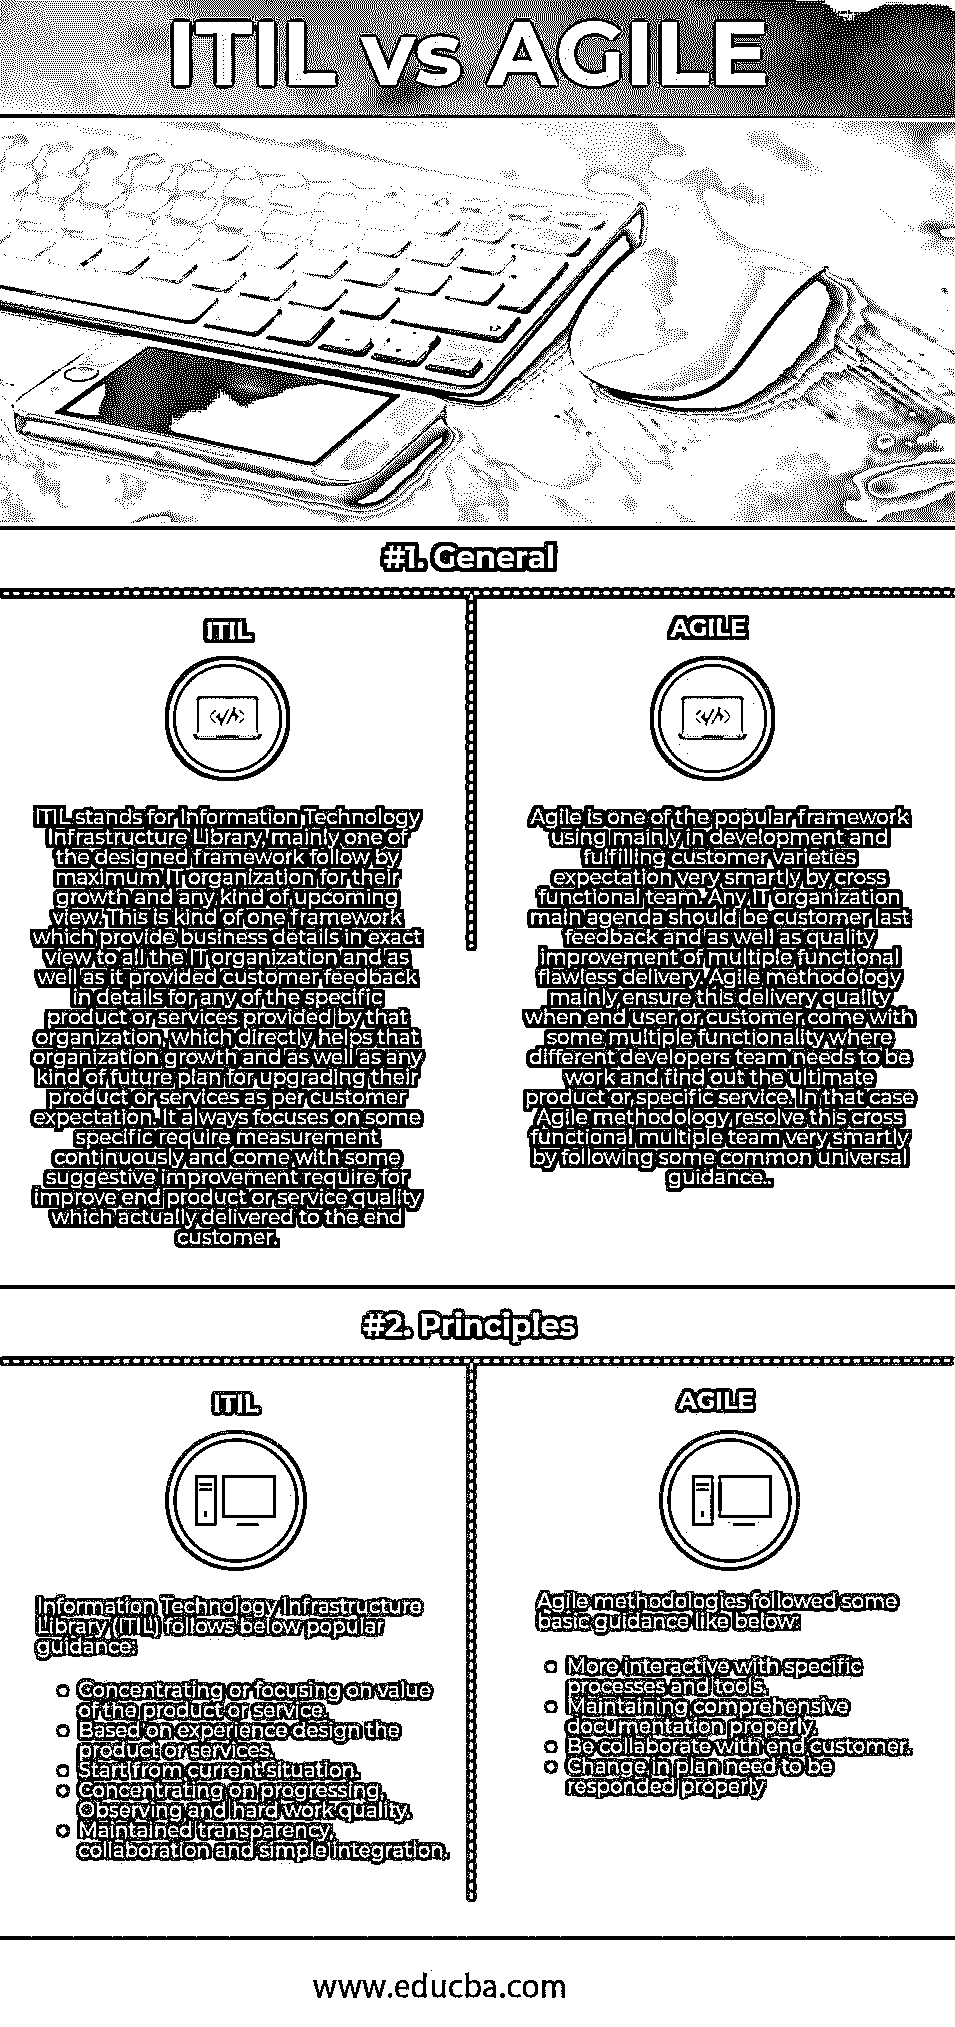 ITIL vs AGILE
#1. General
ITIL
ITIL stands for Information Technology
Infrastructure Library, mainly one of
the designed framework follow by
maximum IT organization for their
growth and any kind of upcoming
view. This is kind of one framework
which provide business details in exact
view to all the IT organization and as
well as it provided customer feedback
in details for any of the specific
product or services provided by that
organization, which directly helps that
organization growth and as well as any
kind of future plan for upgrading their
product or services as per customer
expectation. It always focuses on some
specific require measurement
continuously and come with some
suggestive improvement require for
improve end product or service quality
which actually delivered to the end
customer.
AGILE
Agile is one of the popular framework
using mainly in development and
fulfilling customer varieties
expectation very smartly by cross
functional team. Any IT organization
main agenda should be customer last
feedback and as well as quality
improvement of multiple functional
flawless delivery. Agile methodology
mainly ensure this delivery quality
when end user or customer come with
some multiple functionality where
different developers team needs to be
work and find out the ultimate
product or specific service. In that case
Agile methodology resolve this cross
functional multiple team very smartly
by following some common universal
guidance..
#2. Principles
ITIL
Information Technology Infrastructure
Library (ITIL) follows below popular
guidance:
Concentrating or focusing on value
of the product or service.
Based on experience design the
product or services.
Start from current situation.
Concentrating on progressing,
Observing and hard work quality.
Maintained transparency,
collaboration and simple integration.
AGILE
Agile methodologies followed some
basic guidance like below:
More interactive with specific
processes and tools.
Maintaining comprehensive
documentation properly.
Be collaborate with end customer.
Change in plan need to be
responded properly
www.educba.com